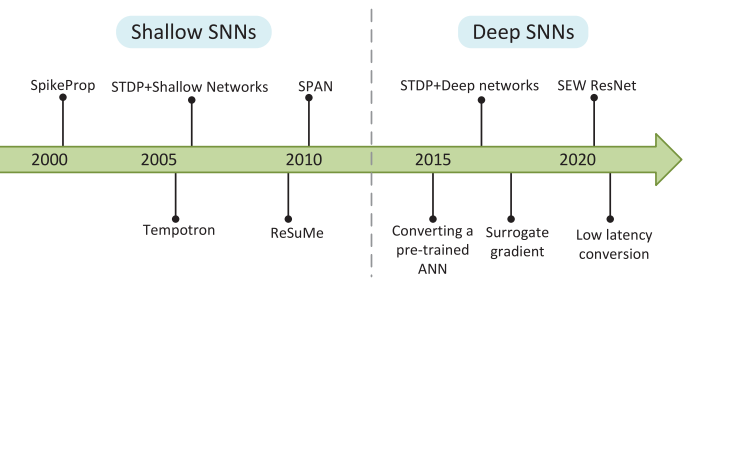 Shallow SNNs
Deep SNNs
SpikeProp
STDP+Shallow Networks
SPAN
STDP+Deep networks
SEW ResNet
2000
2005
2010
2015
2020
Tempotron
ReSuMe
Converting a
pre-trained
ANN
Surrogate
gradient
Low latency
conversion